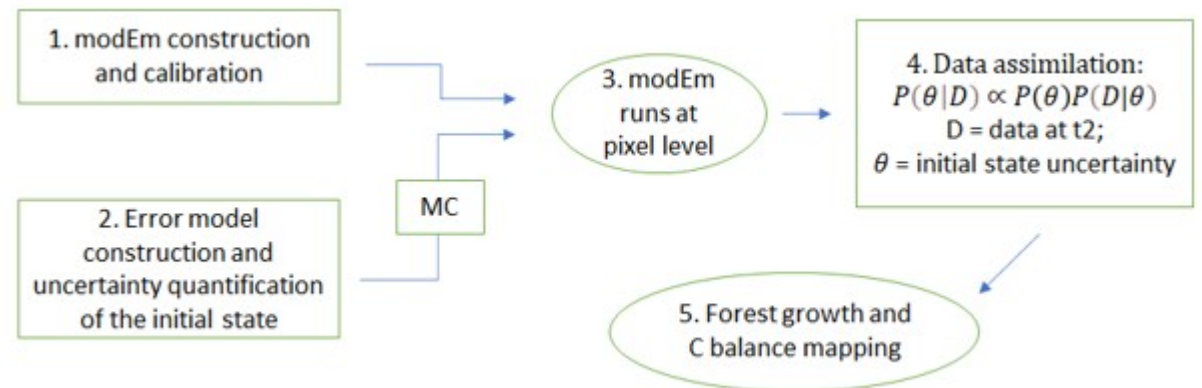 1. modEm construction
and calibration
2. Error model
construction and
uncertainty quantification
of the initial state
MC
3. modEm
runs at
pixel level
4. Data assimilation:
P(θ|D) ∝ P(θ)P(D|θ)
D = data at t2;
θ = initial state uncertainty
5. Forest growth and
C balance mapping